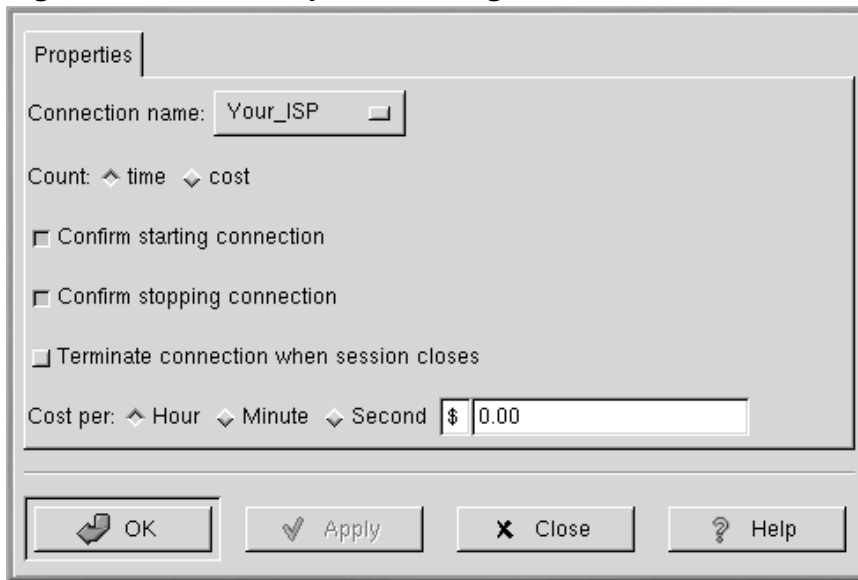 Properties
Connection name: Your_ISP
Count: time cost
Confirm starting connection
Confirm stopping connection
Terminate connection when session closes
Cost per: Hour Minute Second $ 0.00
OK Apply Close Help